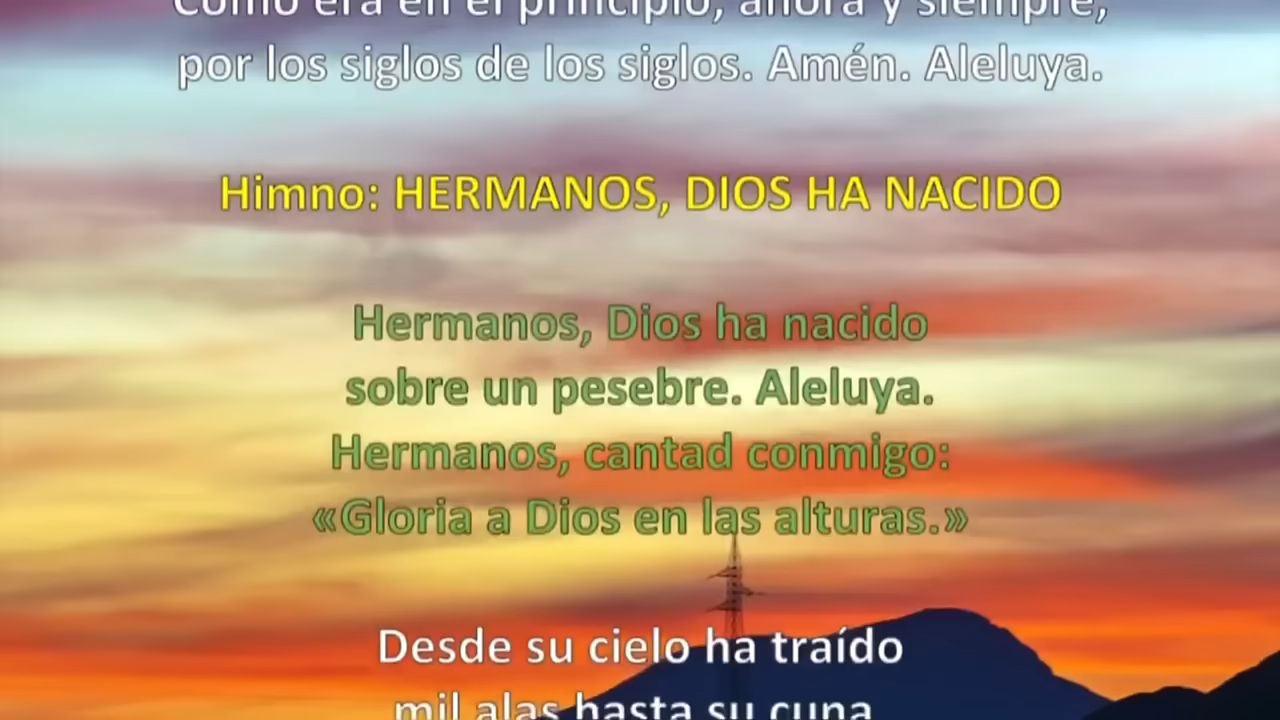 Como era en el principio, ahora y siempre,
por los siglos de los siglos. Amén. Aleluya.
Himno: HERMANOS, DIOS HA NACIDO
Hermanos, Dios ha nacido
sobre un pesebre. Aleluya.
Hermanos, cantad conmigo:
«Gloria a Dios en las alturas.»
Desde su cielo ha traído
mil alas hasta su cuna.